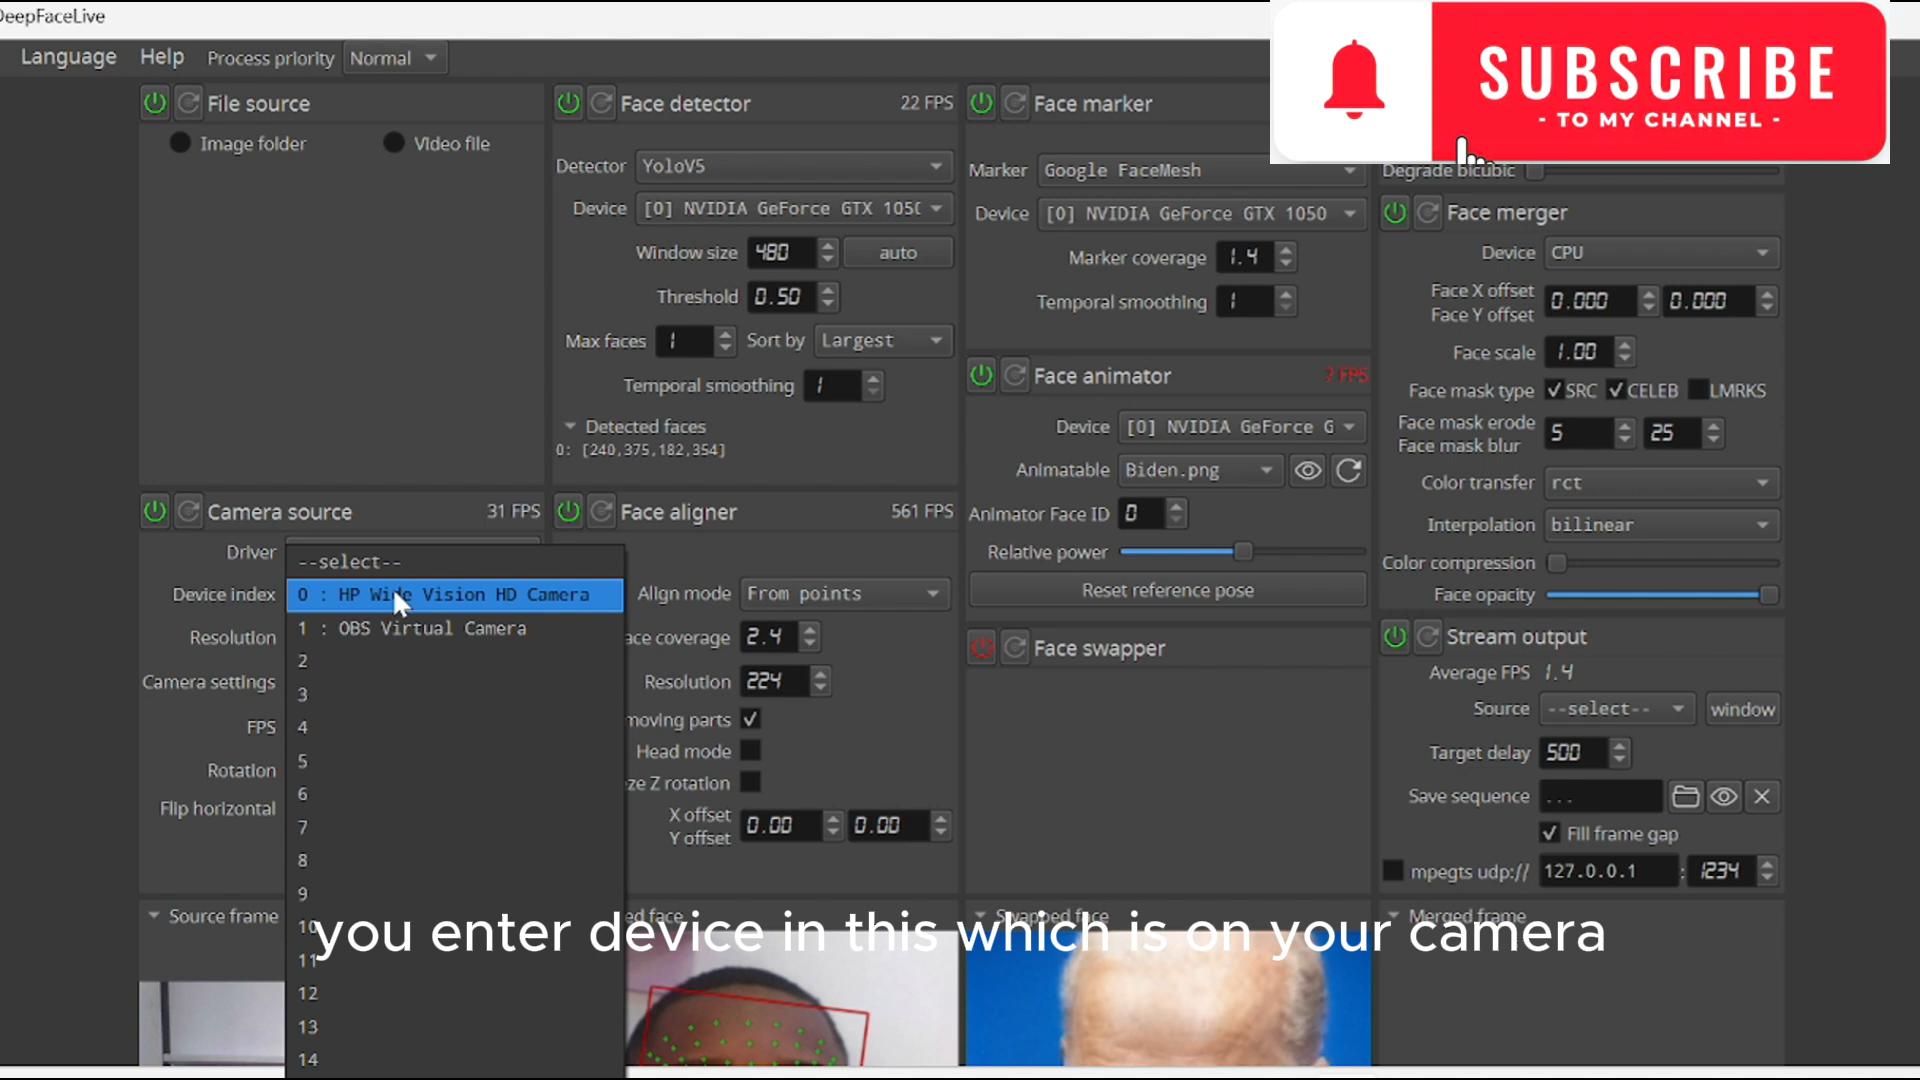 DeepFaceLive
Language Help Process priority Normal
SUBSCRIBE
- TO MY CHANNEL -
File source
Image folder Video file
Face detector 22 FPS
Detector YoloV5
Device [0] NVIDIA GeForce GTX 105
Window size 480 auto
Threshold 0.50
Max faces 1 Sort by Largest
Temporal smoothing 1
Detected faces
0: [240,375,182,354]
Face marker
Marker Google FaceMesh
Device [0] NVIDIA GeForce GTX 1050
Marker coverage 1.4
Temporal smoothing 1
Face animator ? FPS
Device [0] NVIDIA GeForce G
Animatable Biden.png
Animator Face ID 0
Relative power
Reset reference pose
Face swapper
Degrade bicubic
Face merger
Device CPU
Face X offset
Face Y offset
0.000 0.000
Face scale 1.00
Face mask type SRC CELEB LMRKS
Face mask erode
Face mask blur
5 25
Color transfer rct
Interpolation bilinear
Color compression
Face opacity
Camera source 31 FPS
Driver
Device index
Resolution
Camera settings
FPS
Rotation
Flip horizontal
--select--
0 : HP Wide Vision HD Camera
1 : OBS Virtual Camera
2
3
4
5
6
7
8
9
10
11
12
13
14
Face aligner 561 FPS
Align mode From points
ace coverage 2.4
Resolution 224
moving parts
Head mode
ze Z rotation
X offset
Y offset
0.00 0.00
Stream output
Average FPS 1.4
Source --select-- window
Target delay 500
Save sequence ...
Fill frame gap
mpegts udp:// 127.0.0.1 : 1234
Source frame
ed face
Swapped face
Merged frame
you enter device in this which is on your camera